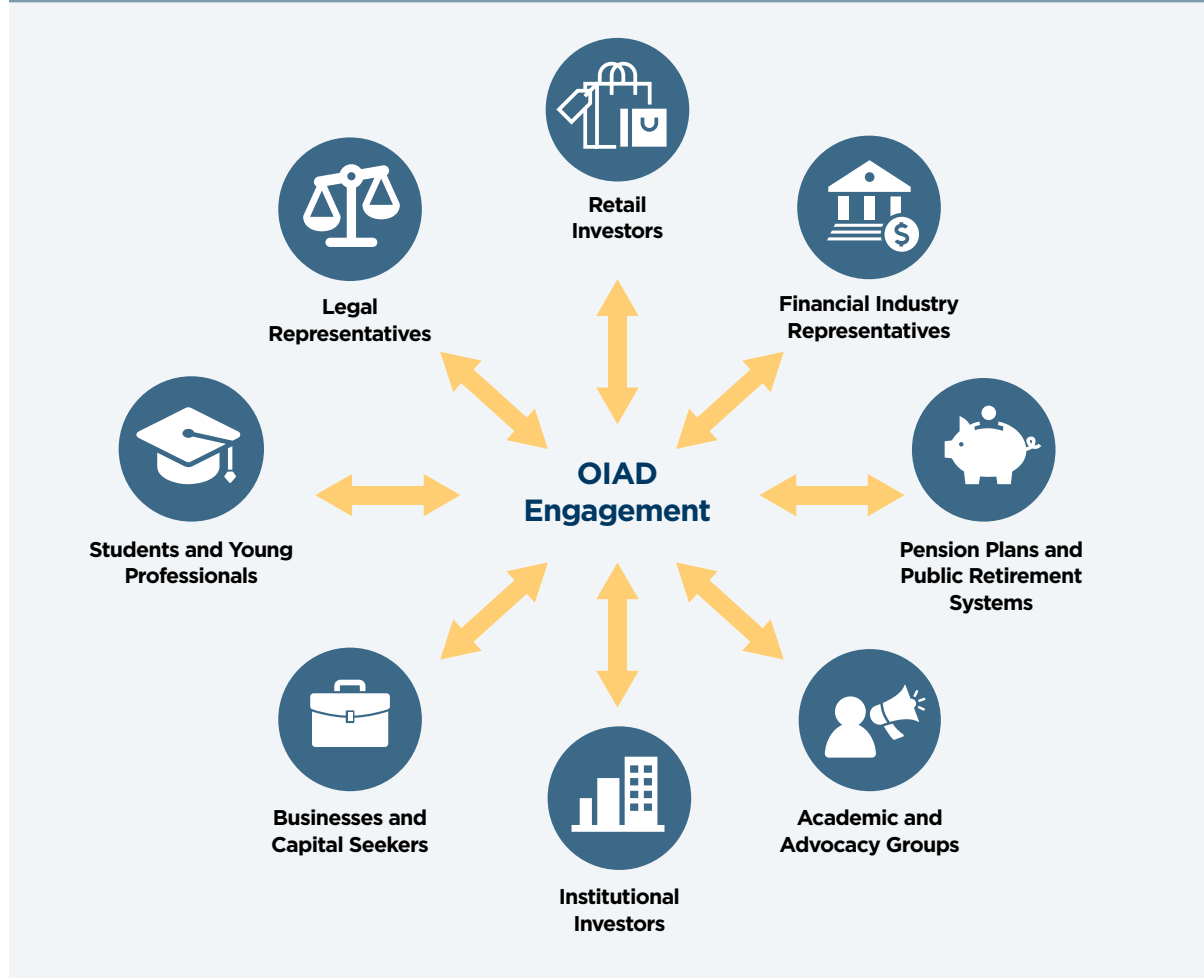 Retail
Investors
Legal
Representatives
Financial Industry
Representatives
OIAD
Engagement
Students and Young
Professionals
Pension Plans and
Public Retirement
Systems
Businesses and
Capital Seekers
Academic and
Advocacy Groups
Institutional
Investors
$